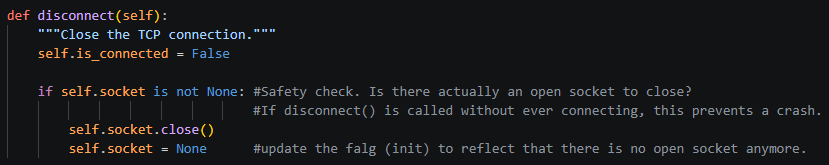 def disconnect(self):
"""Close the TCP connection."""
self.is_connected = False
if self.socket is not None: #Safety check. Is there actually an open socket to close?
#If disconnect() is called without ever connecting, this prevents a crash.
self.socket.close()
self.socket = None #update the falg (init) to reflect that there is no open socket anymore.